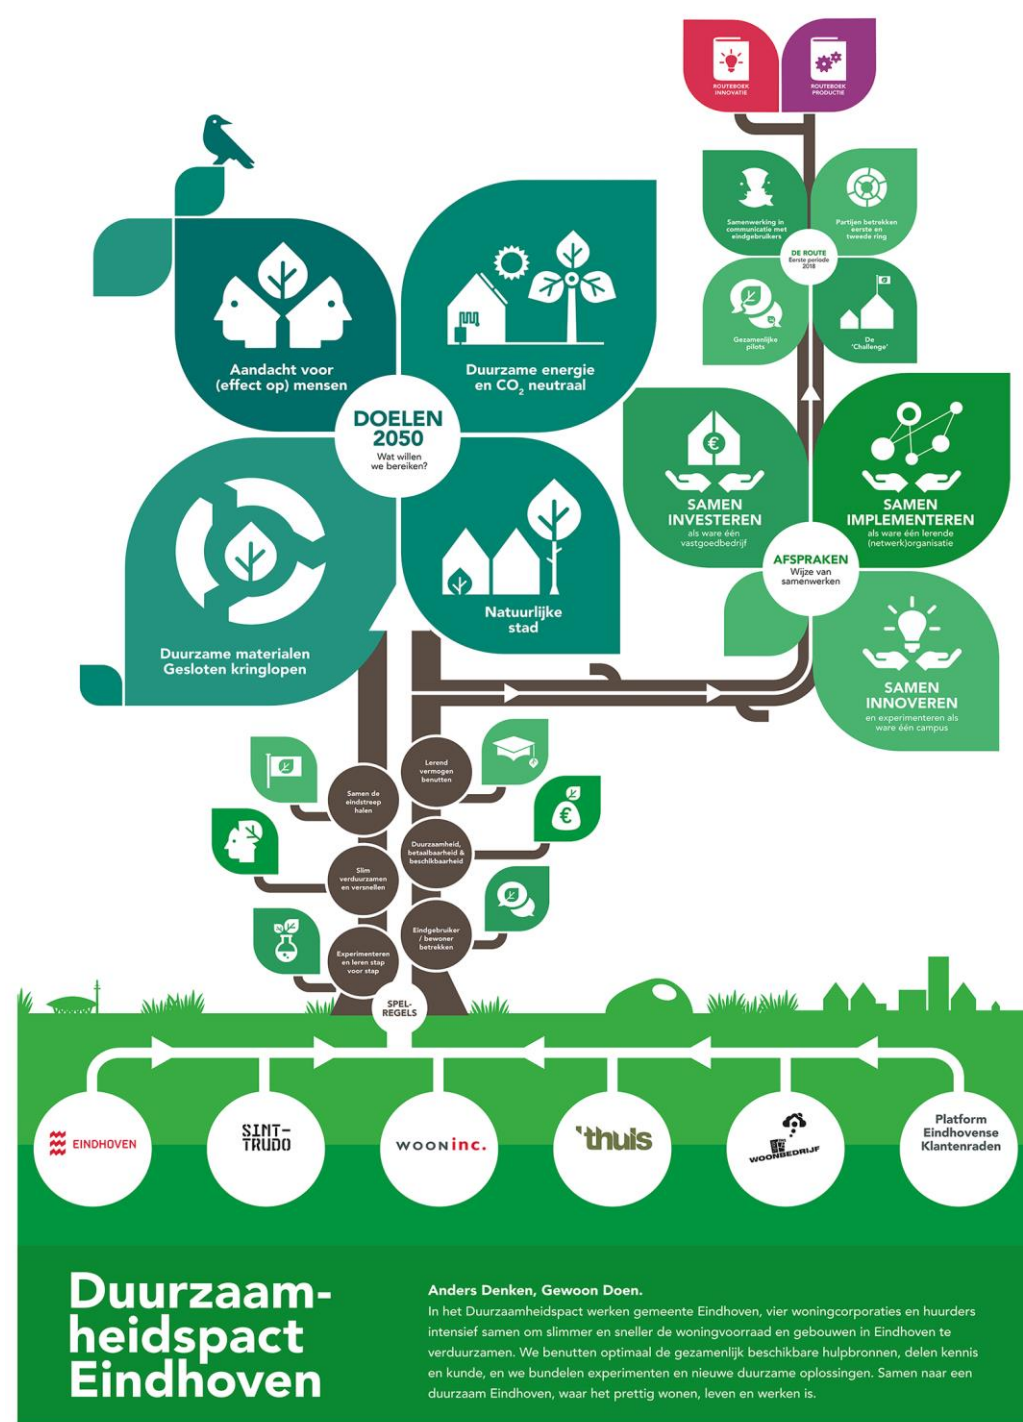 ROUTEBOEK
INNOVATIE
ROUTEBOEK
PRODUCTIE
Samenwerking in
communicatie met
eindgebruikers
Partijen betrekken
eerste en
tweede ring
DE ROUTE
Eerste periode
2018
Gezamenlijke
pilots
De
'Challenge'
Aandacht voor
(effect op) mensen
Duurzame energie
en CO₂ neutraal
DOELEN
2050
Wat willen
we bereiken?
Duurzame materialen
Gesloten kringlopen
Natuurlijke
stad
SAMEN
INVESTEREN
als ware één
vastgoedbedrijf
SAMEN
IMPLEMENTEREN
als ware één lerende
(netwerk)organisatie
AFSPRAKEN
Wijze van
samenwerken
SAMEN
INNOVEREN
en experimenteren als
ware één campus
Samen de
eindstreep
halen
Lerend
vermogen
benutten
Slim
verduurzamen
en versnellen
Duurzaamheid,
betaalbaarheid &
beschikbaarheid
Experimenteren
en leren stap
voor stap
Eindgebruiker
/ bewoner
betrekken
SPEL-
REGELS
EINDHOVEN
SINT-
TRUDO
WOONinc.
'thuis
WOONBEDRIJF
Platform
Eindhovense
Klantenraden
Duurzaam-
heidspact
Eindhoven
Anders Denken, Gewoon Doen.
In het Duurzaamheidspact werken gemeente Eindhoven, vier woningcorporaties en huurders
intensief samen om slimmer en sneller de woningvoorraad en gebouwen in Eindhoven te
verduurzamen. We benutten optimaal de gezamenlijk beschikbare hulpbronnen, delen kennis
en kunde, en we bundelen experimenten en nieuwe duurzame oplossingen. Samen naar een
duurzaam Eindhoven, waar het prettig wonen, leven en werken is.